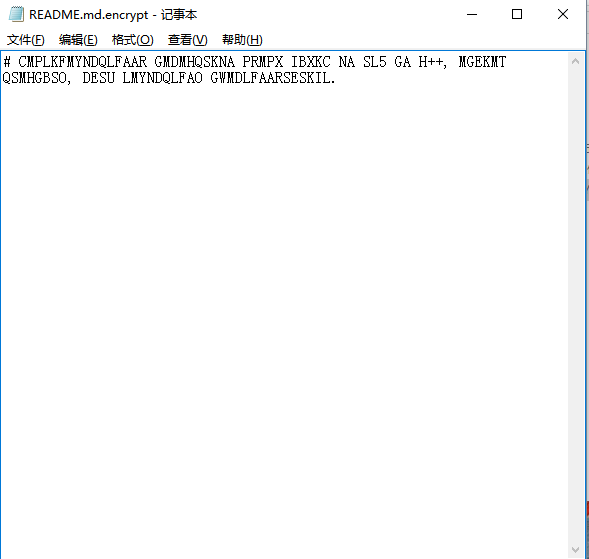 README.md.encrypt - 记事本
文件(F) 编辑(E) 格式(O) 查看(V) 帮助(H)
# CMPLKFMYNDQLFAAR GMDMHQSKNA PRMPX IBXKC NA SL5 GA H++, MGEKMT
QSMHGBSO, DESU LMYNDQLFAO GWMDLFAARSESKIL.